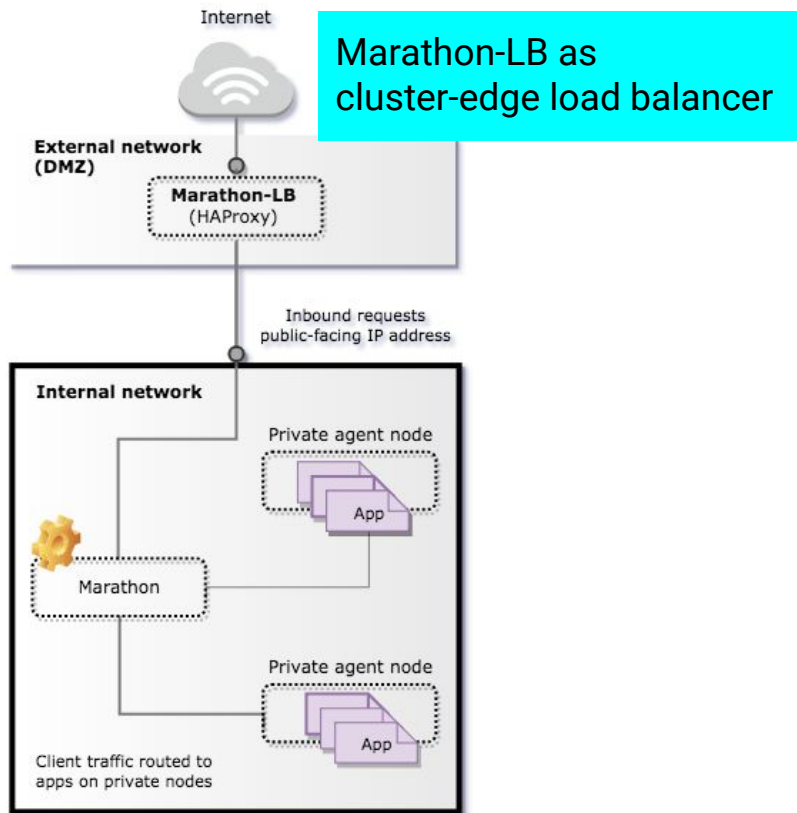 Internet
Marathon-LB as
cluster-edge load balancer
External network
(DMZ)
Marathon-LB
(HAProxy)
Inbound requests
public-facing IP address
Internal network
Private agent node
App
Marathon
Private agent node
App
Client traffic routed to
apps on private nodes